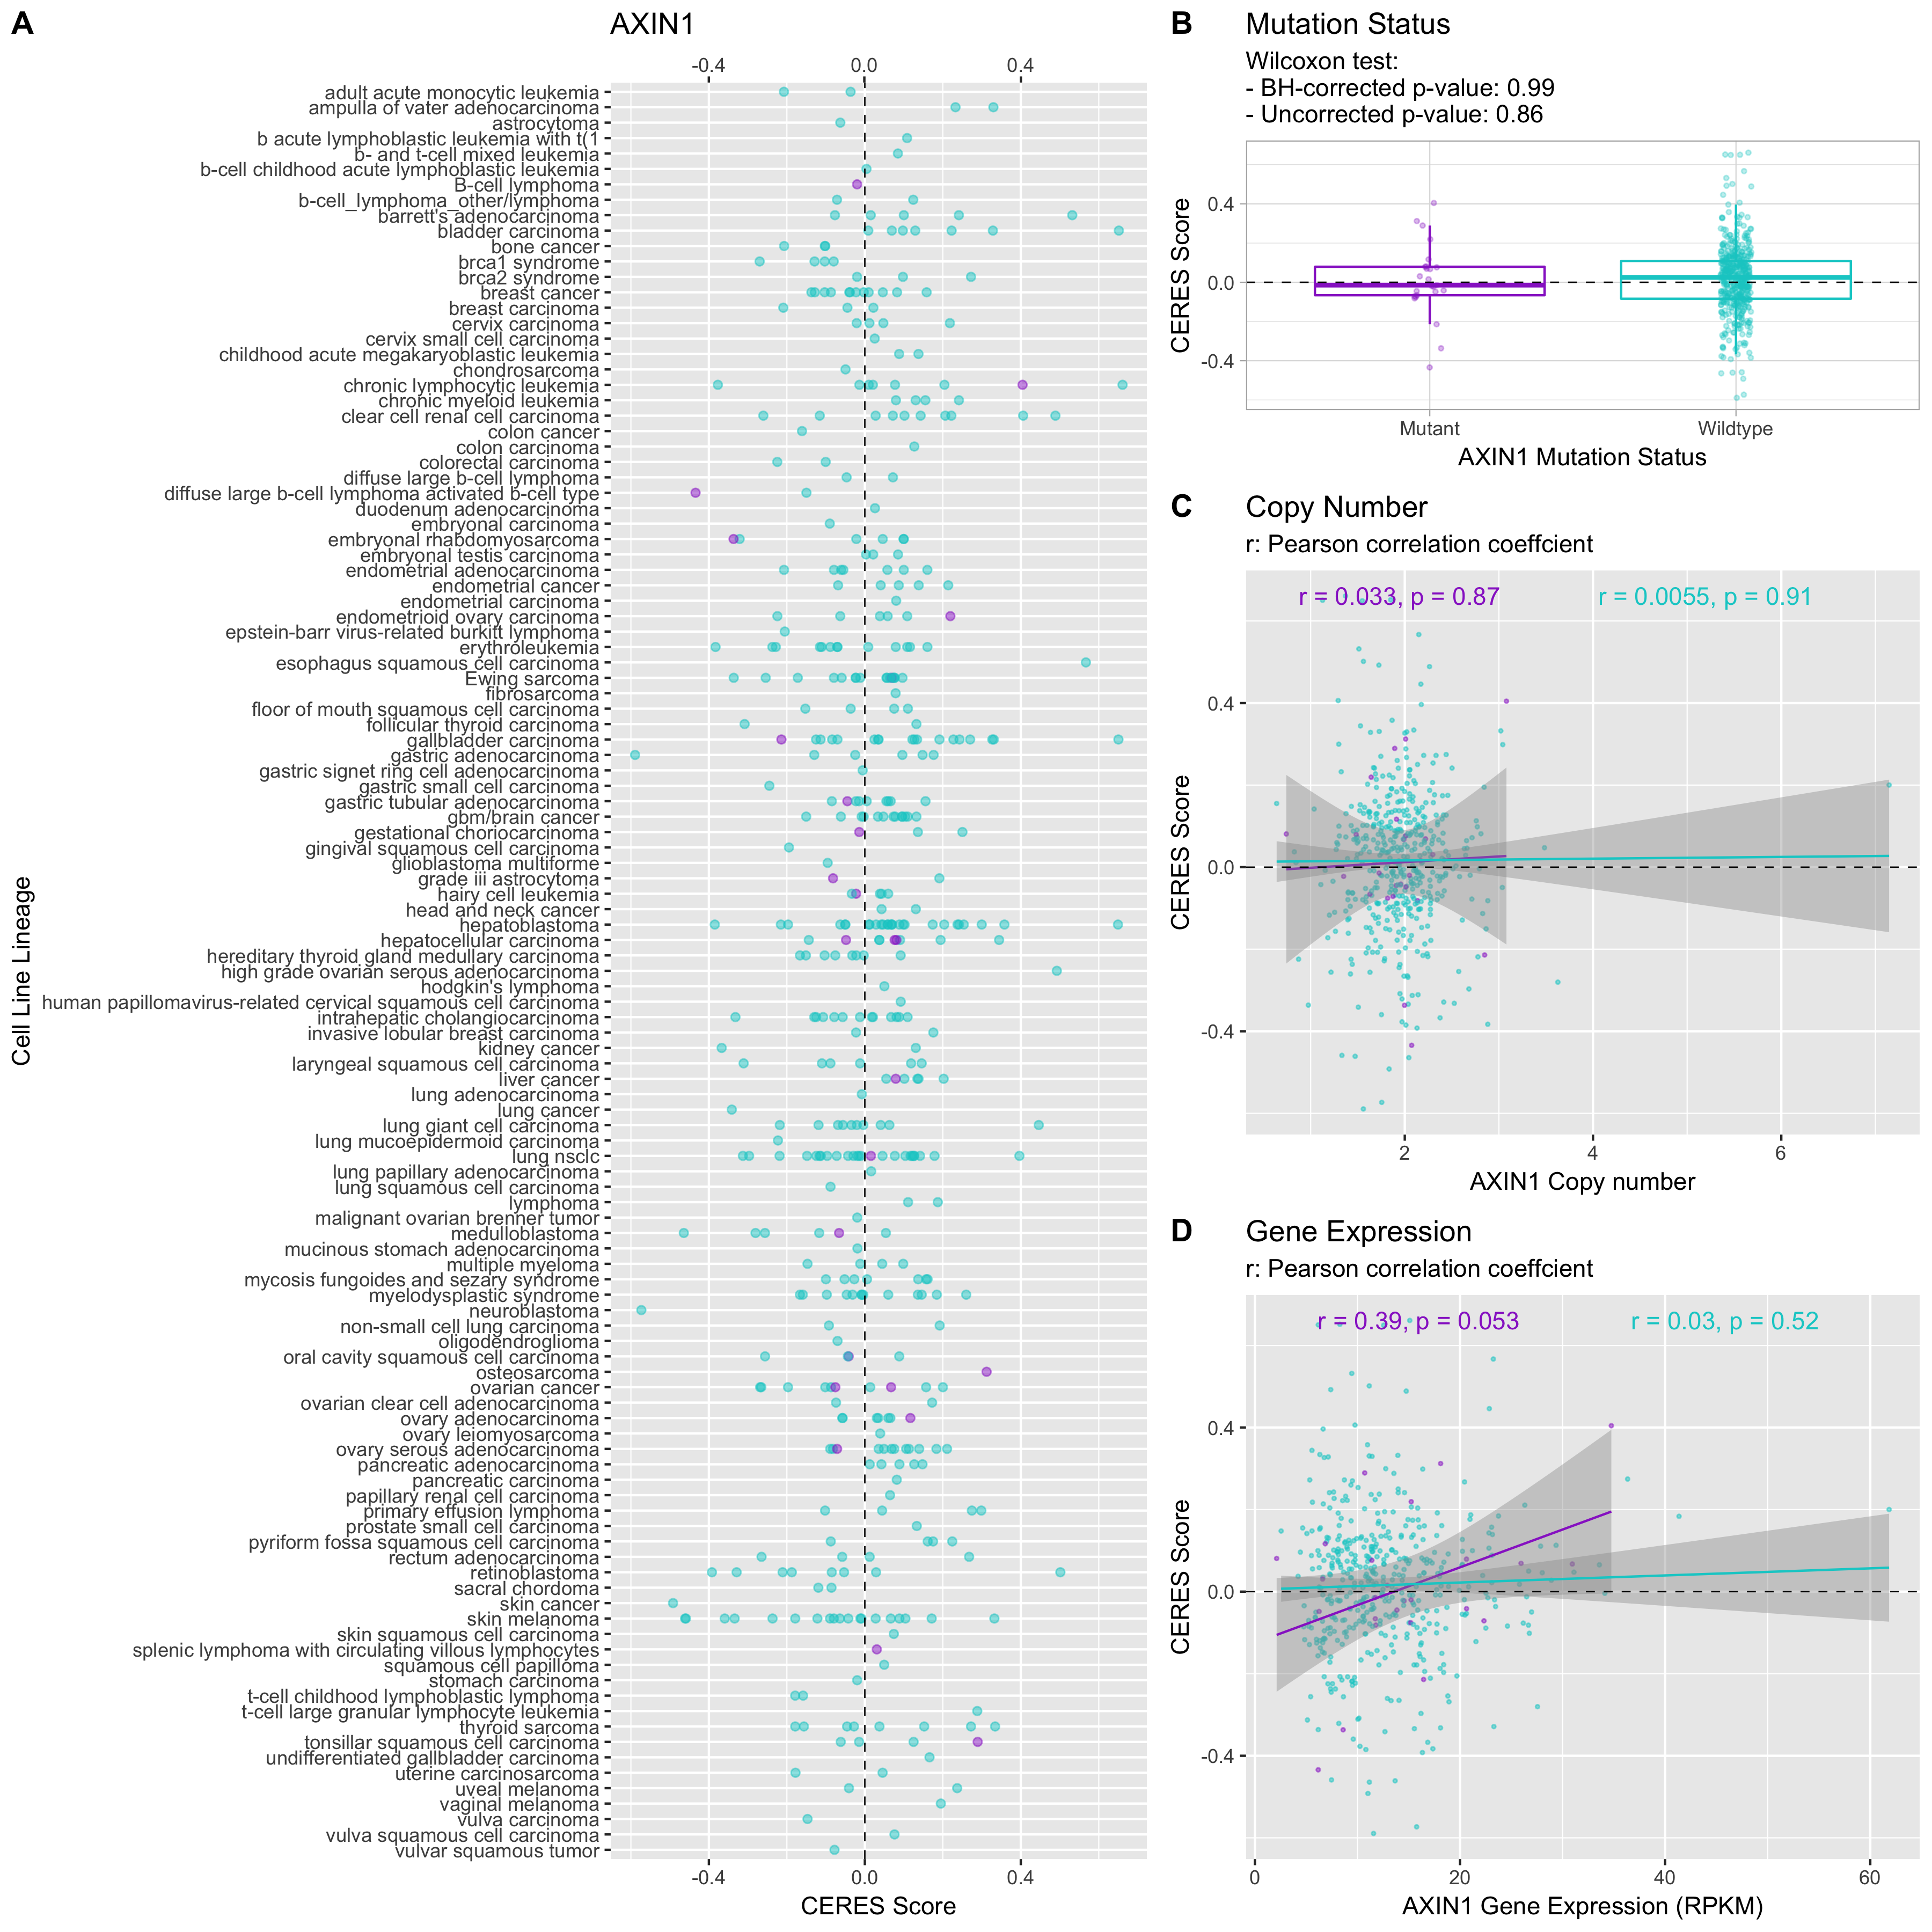 A
AXIN1
-0.4 0.0 0.4
Cell Line Lineage
adult acute monocytic leukemia
ampulla of vater adenocarcinoma
astrocytoma
b acute lymphoblastic leukemia with t(1
b- and t-cell mixed leukemia
b-cell childhood acute lymphoblastic leukemia
B-cell lymphoma
b-cell_lymphoma_other/lymphoma
barrett's adenocarcinoma
bladder carcinoma
bone cancer
brca1 syndrome
brca2 syndrome
breast cancer
breast carcinoma
cervix carcinoma
cervix small cell carcinoma
childhood acute megakaryoblastic leukemia
chondrosarcoma
chronic lymphocytic leukemia
chronic myeloid leukemia
clear cell renal cell carcinoma
colon cancer
colon carcinoma
colorectal carcinoma
diffuse large b-cell lymphoma
diffuse large b-cell lymphoma activated b-cell type
duodenum adenocarcinoma
embryonal carcinoma
embryonal rhabdomyosarcoma
embryonal testis carcinoma
endometrial adenocarcinoma
endometrial cancer
endometrial carcinoma
endometrioid ovary carcinoma
epstein-barr virus-related burkitt lymphoma
erythroleukemia
esophagus squamous cell carcinoma
Ewing sarcoma
fibrosarcoma
floor of mouth squamous cell carcinoma
follicular thyroid carcinoma
gallbladder carcinoma
gastric adenocarcinoma
gastric signet ring cell adenocarcinoma
gastric small cell carcinoma
gastric tubular adenocarcinoma
gbm/brain cancer
gestational choriocarcinoma
gingival squamous cell carcinoma
glioblastoma multiforme
grade iii astrocytoma
hairy cell leukemia
head and neck cancer
hepatoblastoma
hepatocellular carcinoma
hereditary thyroid gland medullary carcinoma
high grade ovarian serous adenocarcinoma
hodgkin's lymphoma
human papillomavirus-related cervical squamous cell carcinoma
intrahepatic cholangiocarcinoma
invasive lobular breast carcinoma
kidney cancer
laryngeal squamous cell carcinoma
liver cancer
lung adenocarcinoma
lung cancer
lung giant cell carcinoma
lung mucoepidermoid carcinoma
lung nsclc
lung papillary adenocarcinoma
lung squamous cell carcinoma
lymphoma
malignant ovarian brenner tumor
medulloblastoma
mucinous stomach adenocarcinoma
multiple myeloma
mycosis fungoides and sezary syndrome
myelodysplastic syndrome
neuroblastoma
non-small cell lung carcinoma
oligodendroglioma
oral cavity squamous cell carcinoma
osteosarcoma
ovarian cancer
ovarian clear cell adenocarcinoma
ovary adenocarcinoma
ovary leiomyosarcoma
ovary serous adenocarcinoma
pancreatic adenocarcinoma
pancreatic carcinoma
papillary renal cell carcinoma
primary effusion lymphoma
prostate small cell carcinoma
pyriform fossa squamous cell carcinoma
rectum adenocarcinoma
retinoblastoma
sacral chordoma
skin cancer
skin melanoma
skin squamous cell carcinoma
splenic lymphoma with circulating villous lymphocytes
squamous cell papilloma
stomach carcinoma
t-cell childhood lymphoblastic lymphoma
t-cell large granular lymphocyte leukemia
thyroid sarcoma
tonsillar squamous cell carcinoma
undifferentiated gallbladder carcinoma
uterine carcinosarcoma
uveal melanoma
vaginal melanoma
vulva carcinoma
vulva squamous cell carcinoma
vulvar squamous tumor
-0.4 0.0 0.4
CERES Score
B
Mutation Status
Wilcoxon test:
- BH-corrected p-value: 0.99
- Uncorrected p-value: 0.86
CERES Score
0.4
0.0
-0.4
Mutant Wildtype
AXIN1 Mutation Status
C
Copy Number
r: Pearson correlation coeffcient
r = 0.033, p = 0.87 r = 0.0055, p = 0.91
CERES Score
0.4
0.0
-0.4
2 4 6
AXIN1 Copy number
D
Gene Expression
r: Pearson correlation coeffcient
r = 0.39, p = 0.053 r = 0.03, p = 0.52
CERES Score
0.4
0.0
-0.4
0 20 40 60
AXIN1 Gene Expression (RPKM)